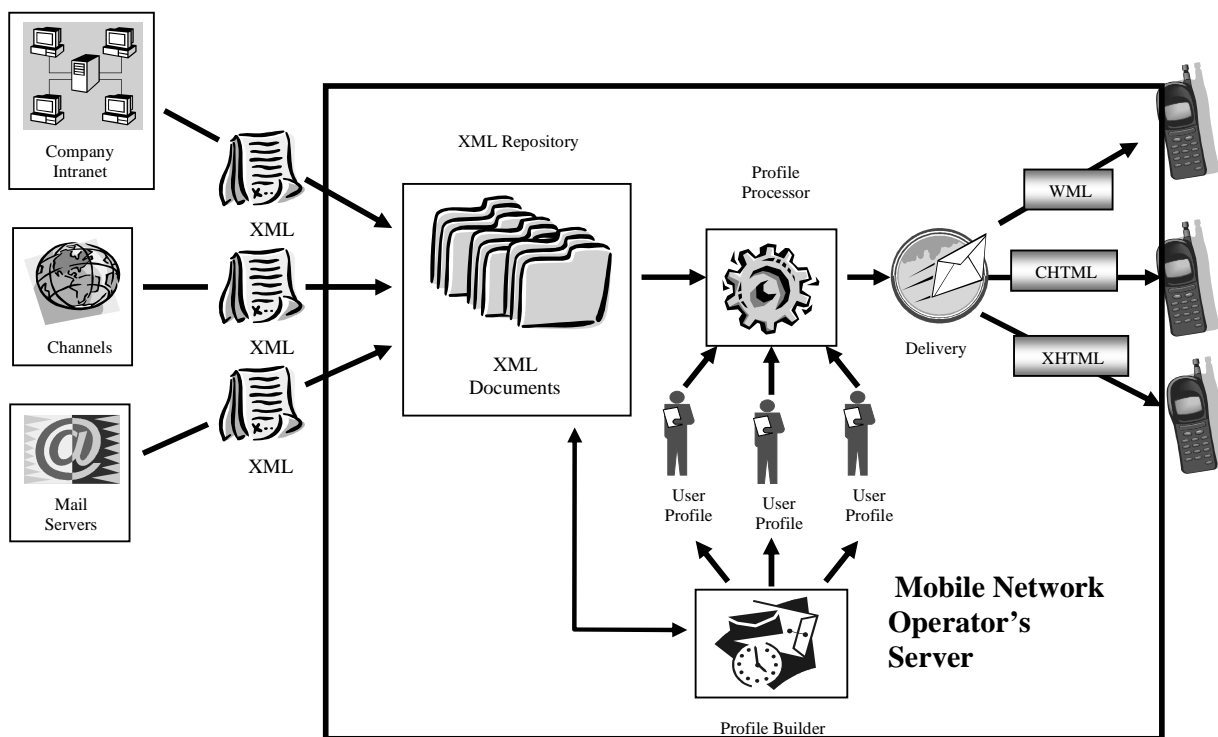 Company
Intranet
XML
Channels
XML
Mail
Servers
XML
XML Repository
XML
Documents
Profile
Processor
User
Profile
User
Profile
User
Profile
Profile Builder
Delivery
WML
CHTML
XHTML
Mobile Network
Operator’s
Server